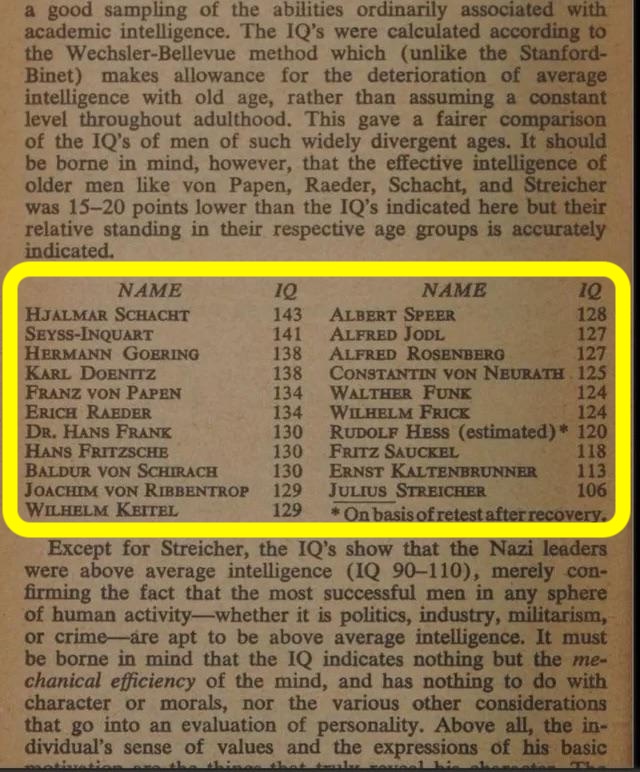 a good sampling of the abilities ordinarily associated with
academic intelligence. The IQ's were calculated according to
the Wechsler-Bellevue method which (unlike the Stanford-
Binet) makes allowance for the deterioration of average
intelligence with old age, rather than assuming a constant
level throughout adulthood. This gave a fairer comparison
of the IQ's of men of such widely divergent ages. It should
be borne in mind, however, that the effective intelligence of
older men like von Papen, Raeder, Schacht, and Streicher
was 15–20 points lower than the IQ's indicated here but their
relative standing in their respective age groups is accurately
indicated.
NAME IQ NAME IQ
HJALMAR SCHACHT 143 ALBERT SPEER 128
SEYSS-INQUART 141 ALFRED JODL 127
HERMANN GOERING 138 ALFRED ROSENBERG 127
KARL DOENITZ 138 CONSTANTIN VON NEURATH 125
FRANZ VON PAPEN 134 WALTHER FUNK 124
ERICH RAEDER 134 WILHELM FRICK 124
DR. HANS FRANK 130 RUDOLF HESS (estimated)* 120
HANS FRITZSCHE 130 FRITZ SAUCKEL 118
BALDUR VON SCHIRACH 130 ERNST KALTENBRUNNER 113
JOACHIM VON RIBBENTROP 129 JULIUS STREICHER 106
WILHELM KEITEL 129 * On basis of retest after recovery.
Except for Streicher, the IQ's show that the Nazi leaders
were above average intelligence (IQ 90–110), merely con-
firming the fact that the most successful men in any sphere
of human activity—whether it is politics, industry, militarism,
or crime—are apt to be above average intelligence. It must
be borne in mind that the IQ indicates nothing but the me-
chanical efficiency of the mind, and has nothing to do with
character or morals, nor the various other considerations
that go into an evaluation of personality. Above all, the in-
dividual's sense of values and the expressions of his basic
motivation are the things that truly reveal his character. The